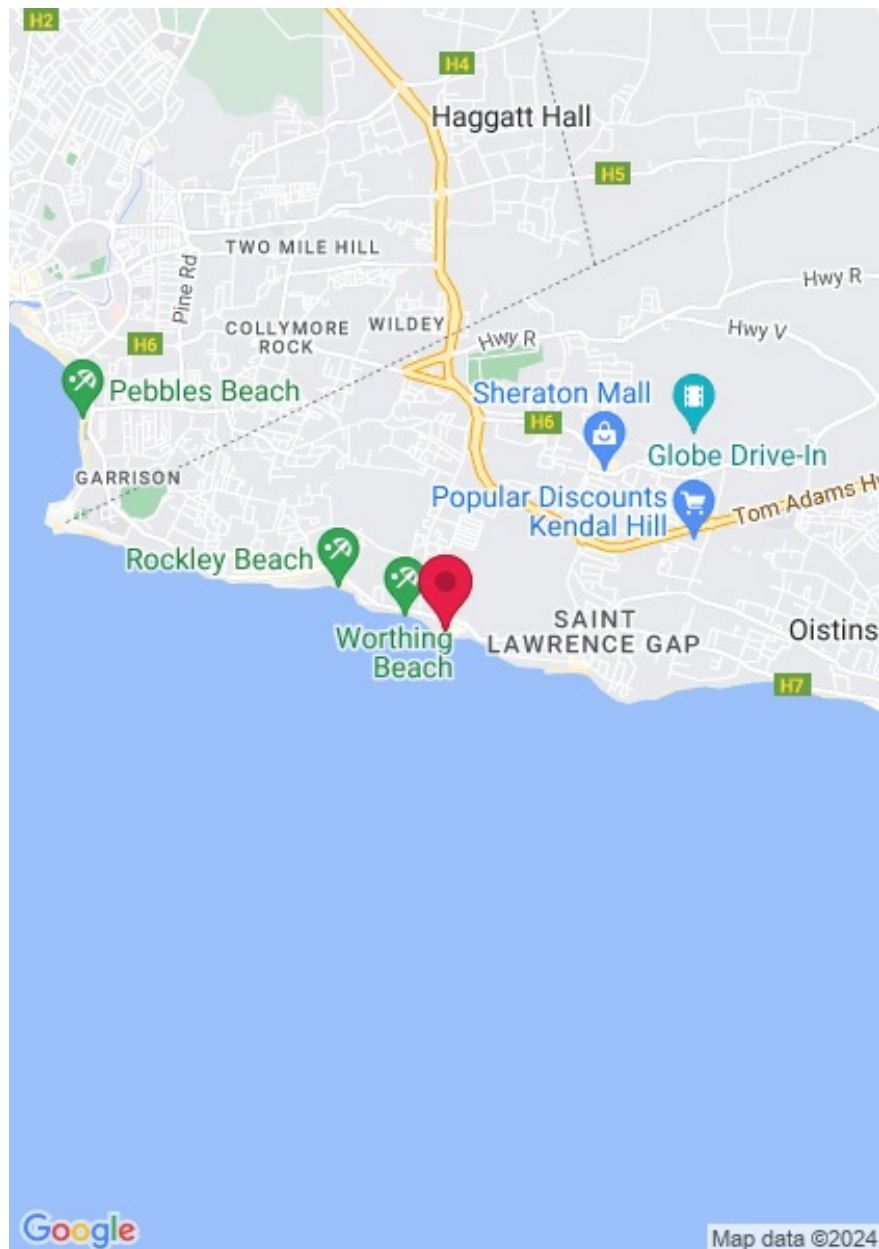 H2
H4
Haggatt Hall
H5
TWO MILE HILL
Pine Rd
Hwy R
COLLYMORE
ROCK
WILDEY
H6
Hwy R
Hwy V
Pebbles Beach
Sheraton Mall
H6
Globe Drive-In
GARRISON
Popular Discounts
Kendal Hill
Tom Adams Hw
Rockley Beach
Worthing
Beach
SAINT
LAWRENCE GAP
Oistins
H7
Google
Map data ©2024